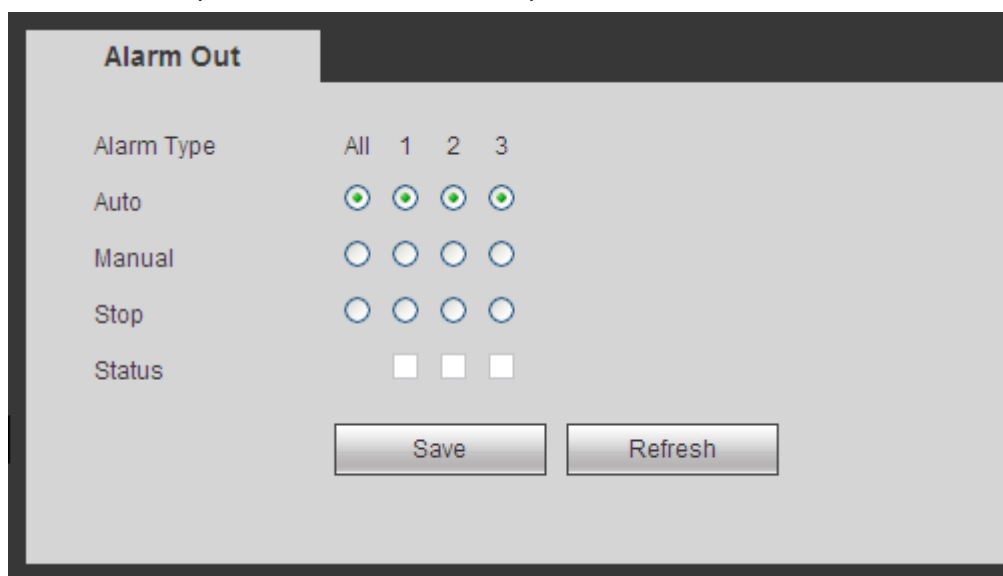 Alarm Out
Alarm Type All 1 2 3
Auto
Manual
Stop
Status
Save Refresh